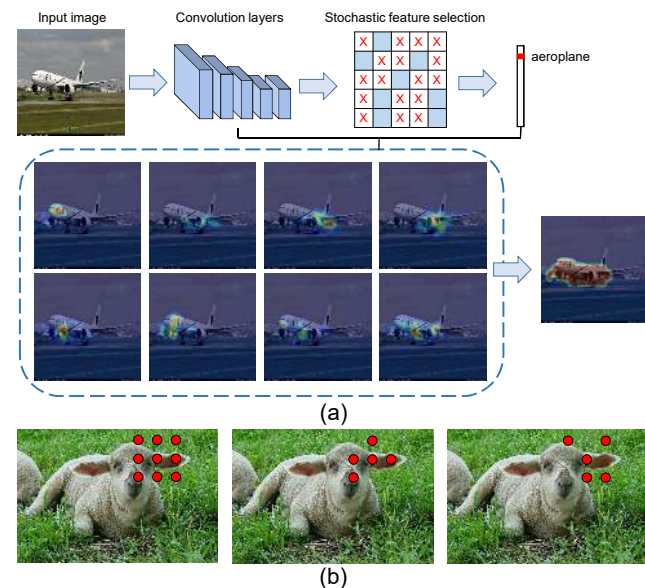 Input image
Convolution layers
Stochastic feature selection
X X X X
X X X
X X X X
X X X
X X X
aeroplane
(a)
(b)